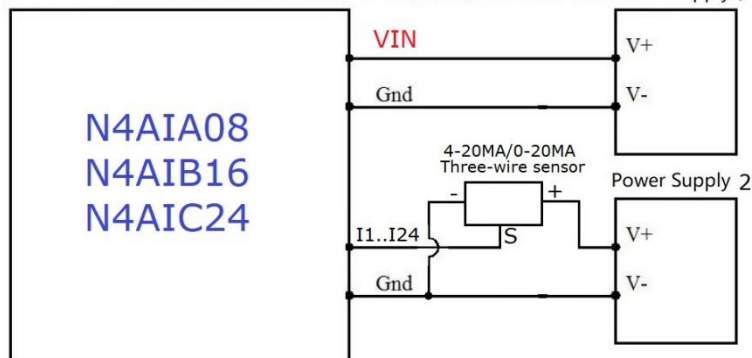 VIN
V+
Gnd
V-
N4AIA08
N4AIB16
N4AIC24
4-20MA/0-20MA
Three-wire sensor
-
+
Power Supply 2
I1..I24
S
V+
Gnd
V-